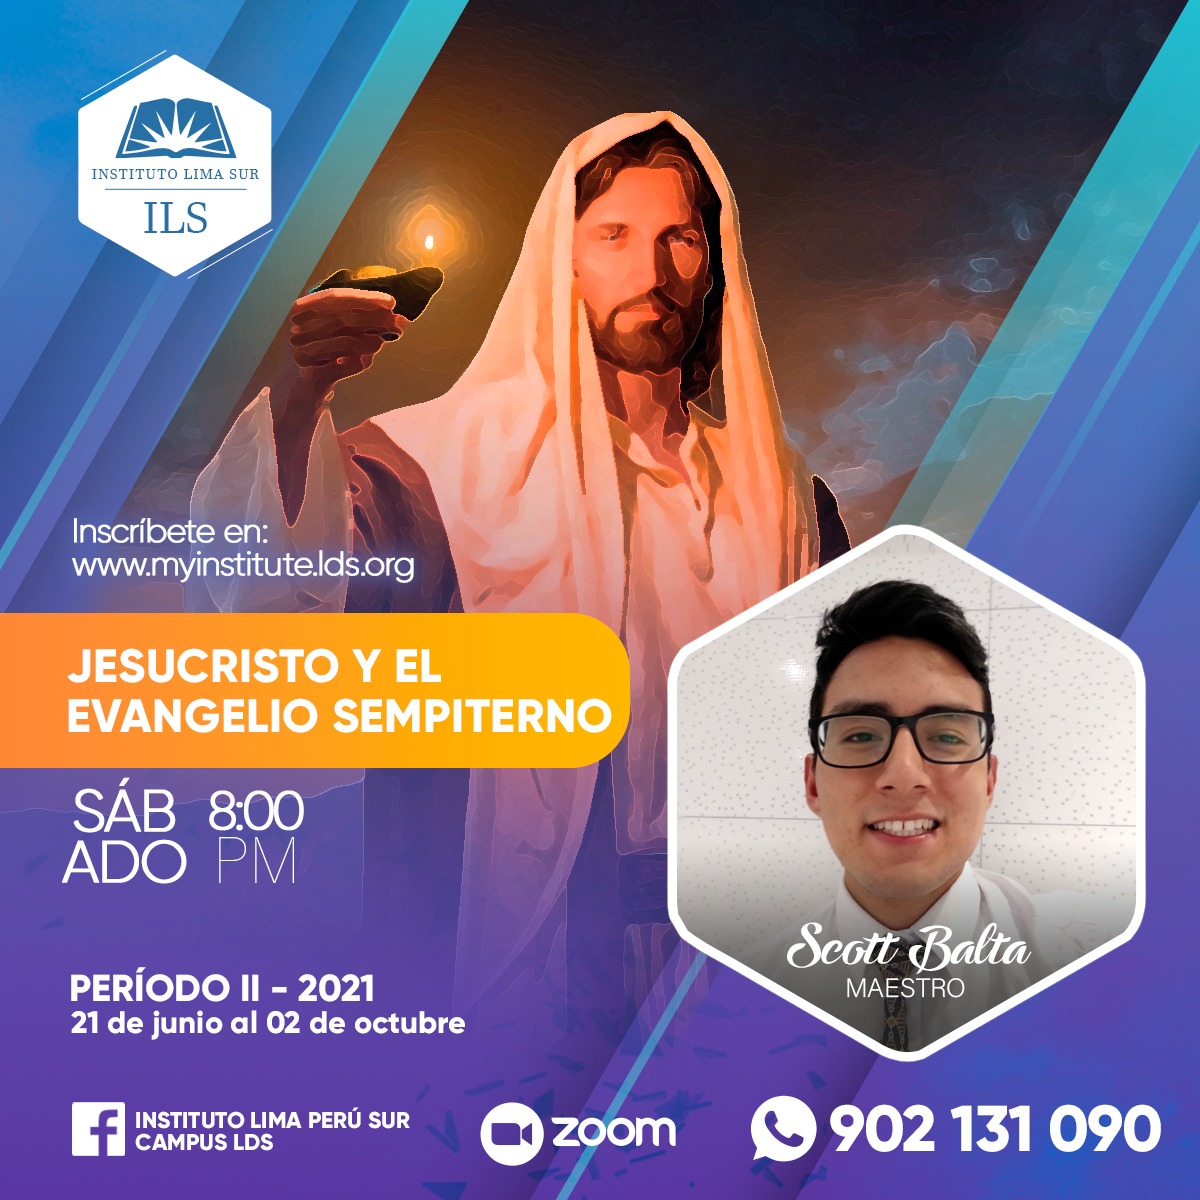 INSTITUTO LIMA SUR
ILS
Inscríbete en:
www.myinstitute.lds.org
JESUCRISTO Y EL
EVANGELIO SEMPITERNO
SÁB
ADO
8:00
PM
Scott Balta
MAESTRO
PERÍODO II - 2021
21 de junio al 02 de octubre
INSTITUTO LIMA PERÚ SUR
CAMPUS LDS
zoom
902 131 090